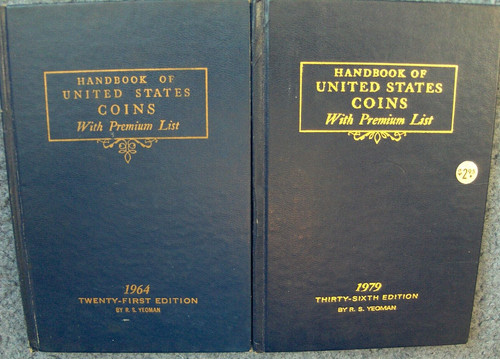 HANDBOOK OF
UNITED STATES
COINS
With Premium List
1964
TWENTY-FIRST EDITION
BY R. S. YEOMAN
HANDBOOK OF
UNITED STATES
COINS
With Premium List
1979
THIRTY-SIXTH EDITION
BY R. S. YEOMAN